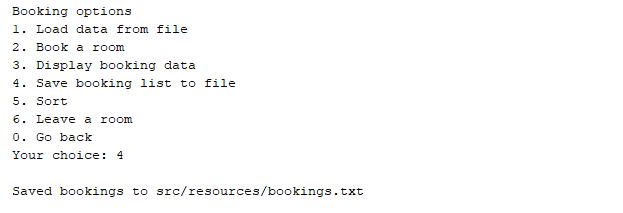 Booking options
1. Load data from file
2. Book a room
3. Display booking data
4. Save booking list to file
5. Sort
6. Leave a room
0. Go back
Your choice: 4
Saved bookings to src/resources/bookings.txt